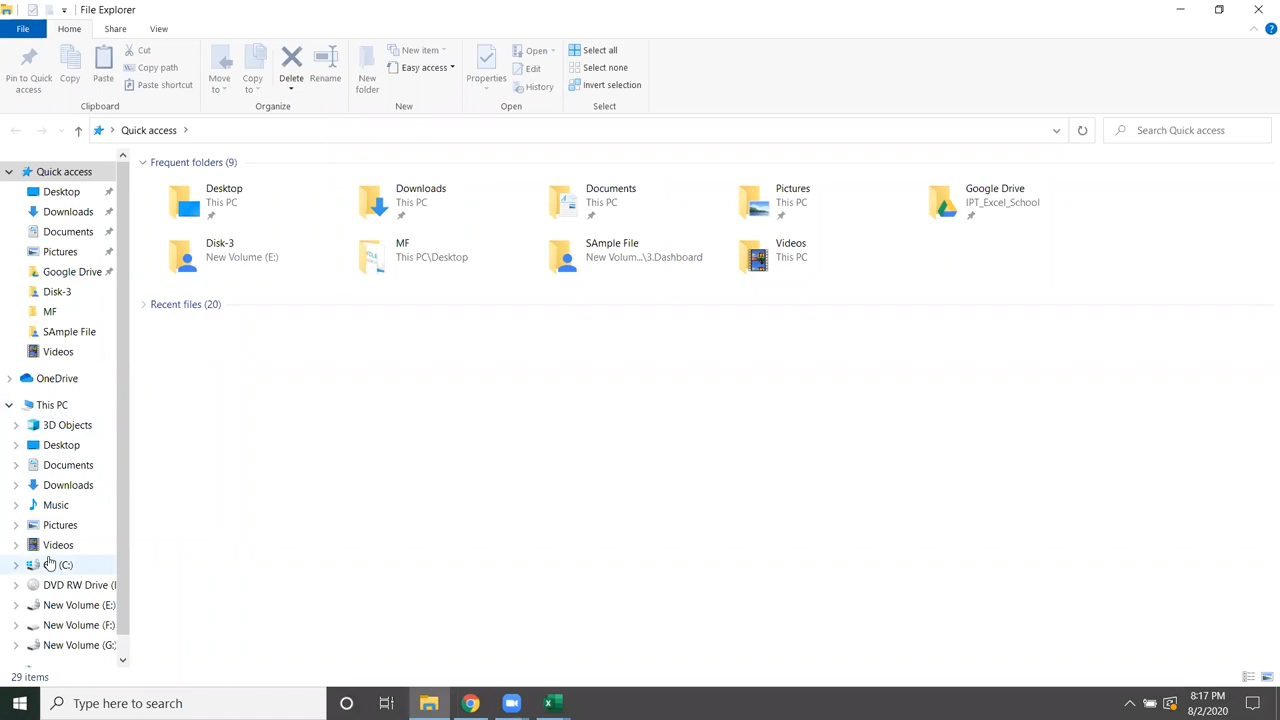 File Explorer
File
Home
Share
View
Pin to Quick access
Copy
Paste
Cut
Copy path
Paste shortcut
Clipboard
Move to
Copy to
Delete
Rename
Organize
New folder
New item
Easy access
New
Properties
Open
Edit
History
Open
Select all
Select none
Invert selection
Select
Quick access
Search Quick access
Quick access
Desktop
Downloads
Documents
Pictures
Google Drive
Disk-3
MF
SAmple File
Videos
OneDrive
This PC
3D Objects
Desktop
Documents
Downloads
Music
Pictures
Videos
(C:)
DVD RW Drive (
New Volume (E:)
New Volume (F:)
New Volume (G:)
Frequent folders (9)
Desktop
This PC
Downloads
This PC
Documents
This PC
Pictures
This PC
Google Drive
IPT_Excel_School
Disk-3
New Volume (E:)
MF
This PC\Desktop
SAmple File
New Volum...\3.Dashboard
Videos
This PC
Recent files (20)
29 items
Type here to search
8:17 PM
8/2/2020